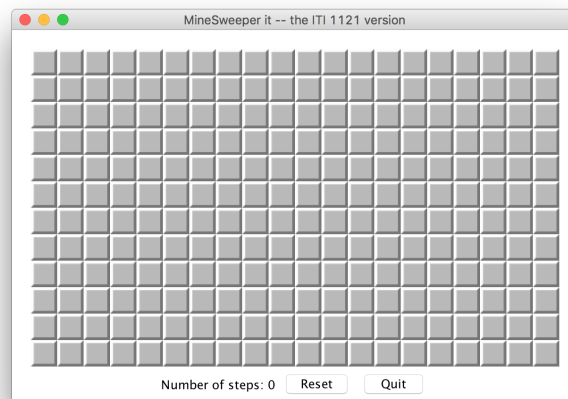 MineSweeper it -- the ITI 1121 version
Number of steps: 0 Reset Quit